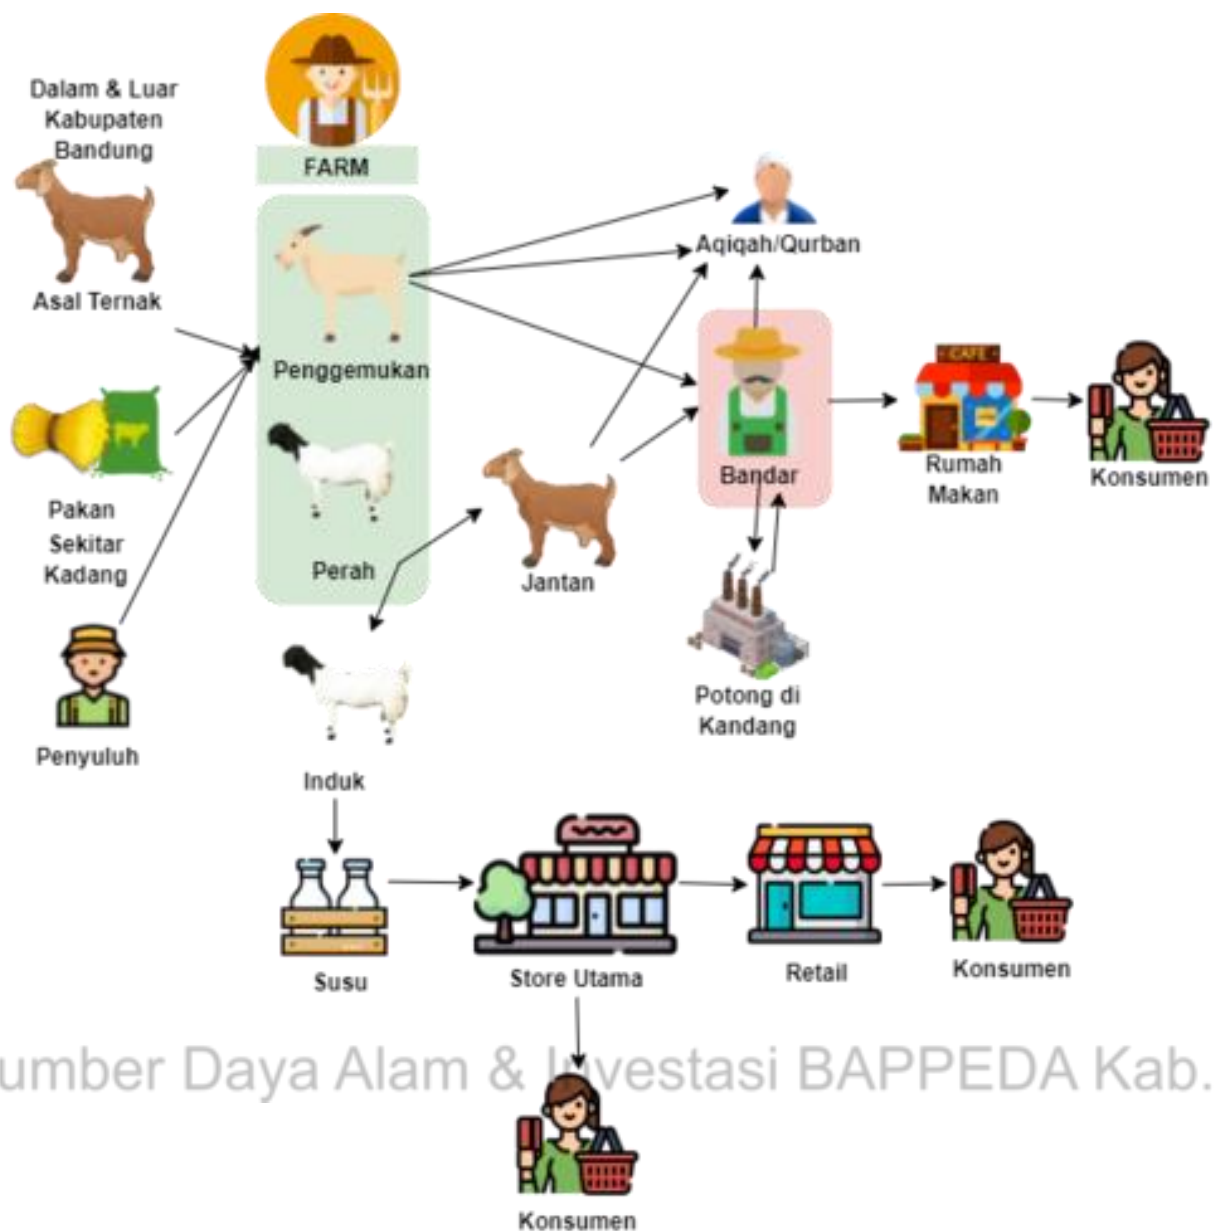 Dalam & Luar
Kabupaten
Bandung
Asal Ternak
FARM
Penggemukan
Perah
Pakan
Sekitar
Kadang
Penyuluh
Aqiqah/Qurban
Bandar
CAFE
Rumah
Makan
Konsumen
Jantan
Potong di
Kandang
Induk
Susu
Store Utama
Retail
Konsumen
umber Daya Alam & Investasi BAPPEDA Kab.
Konsumen